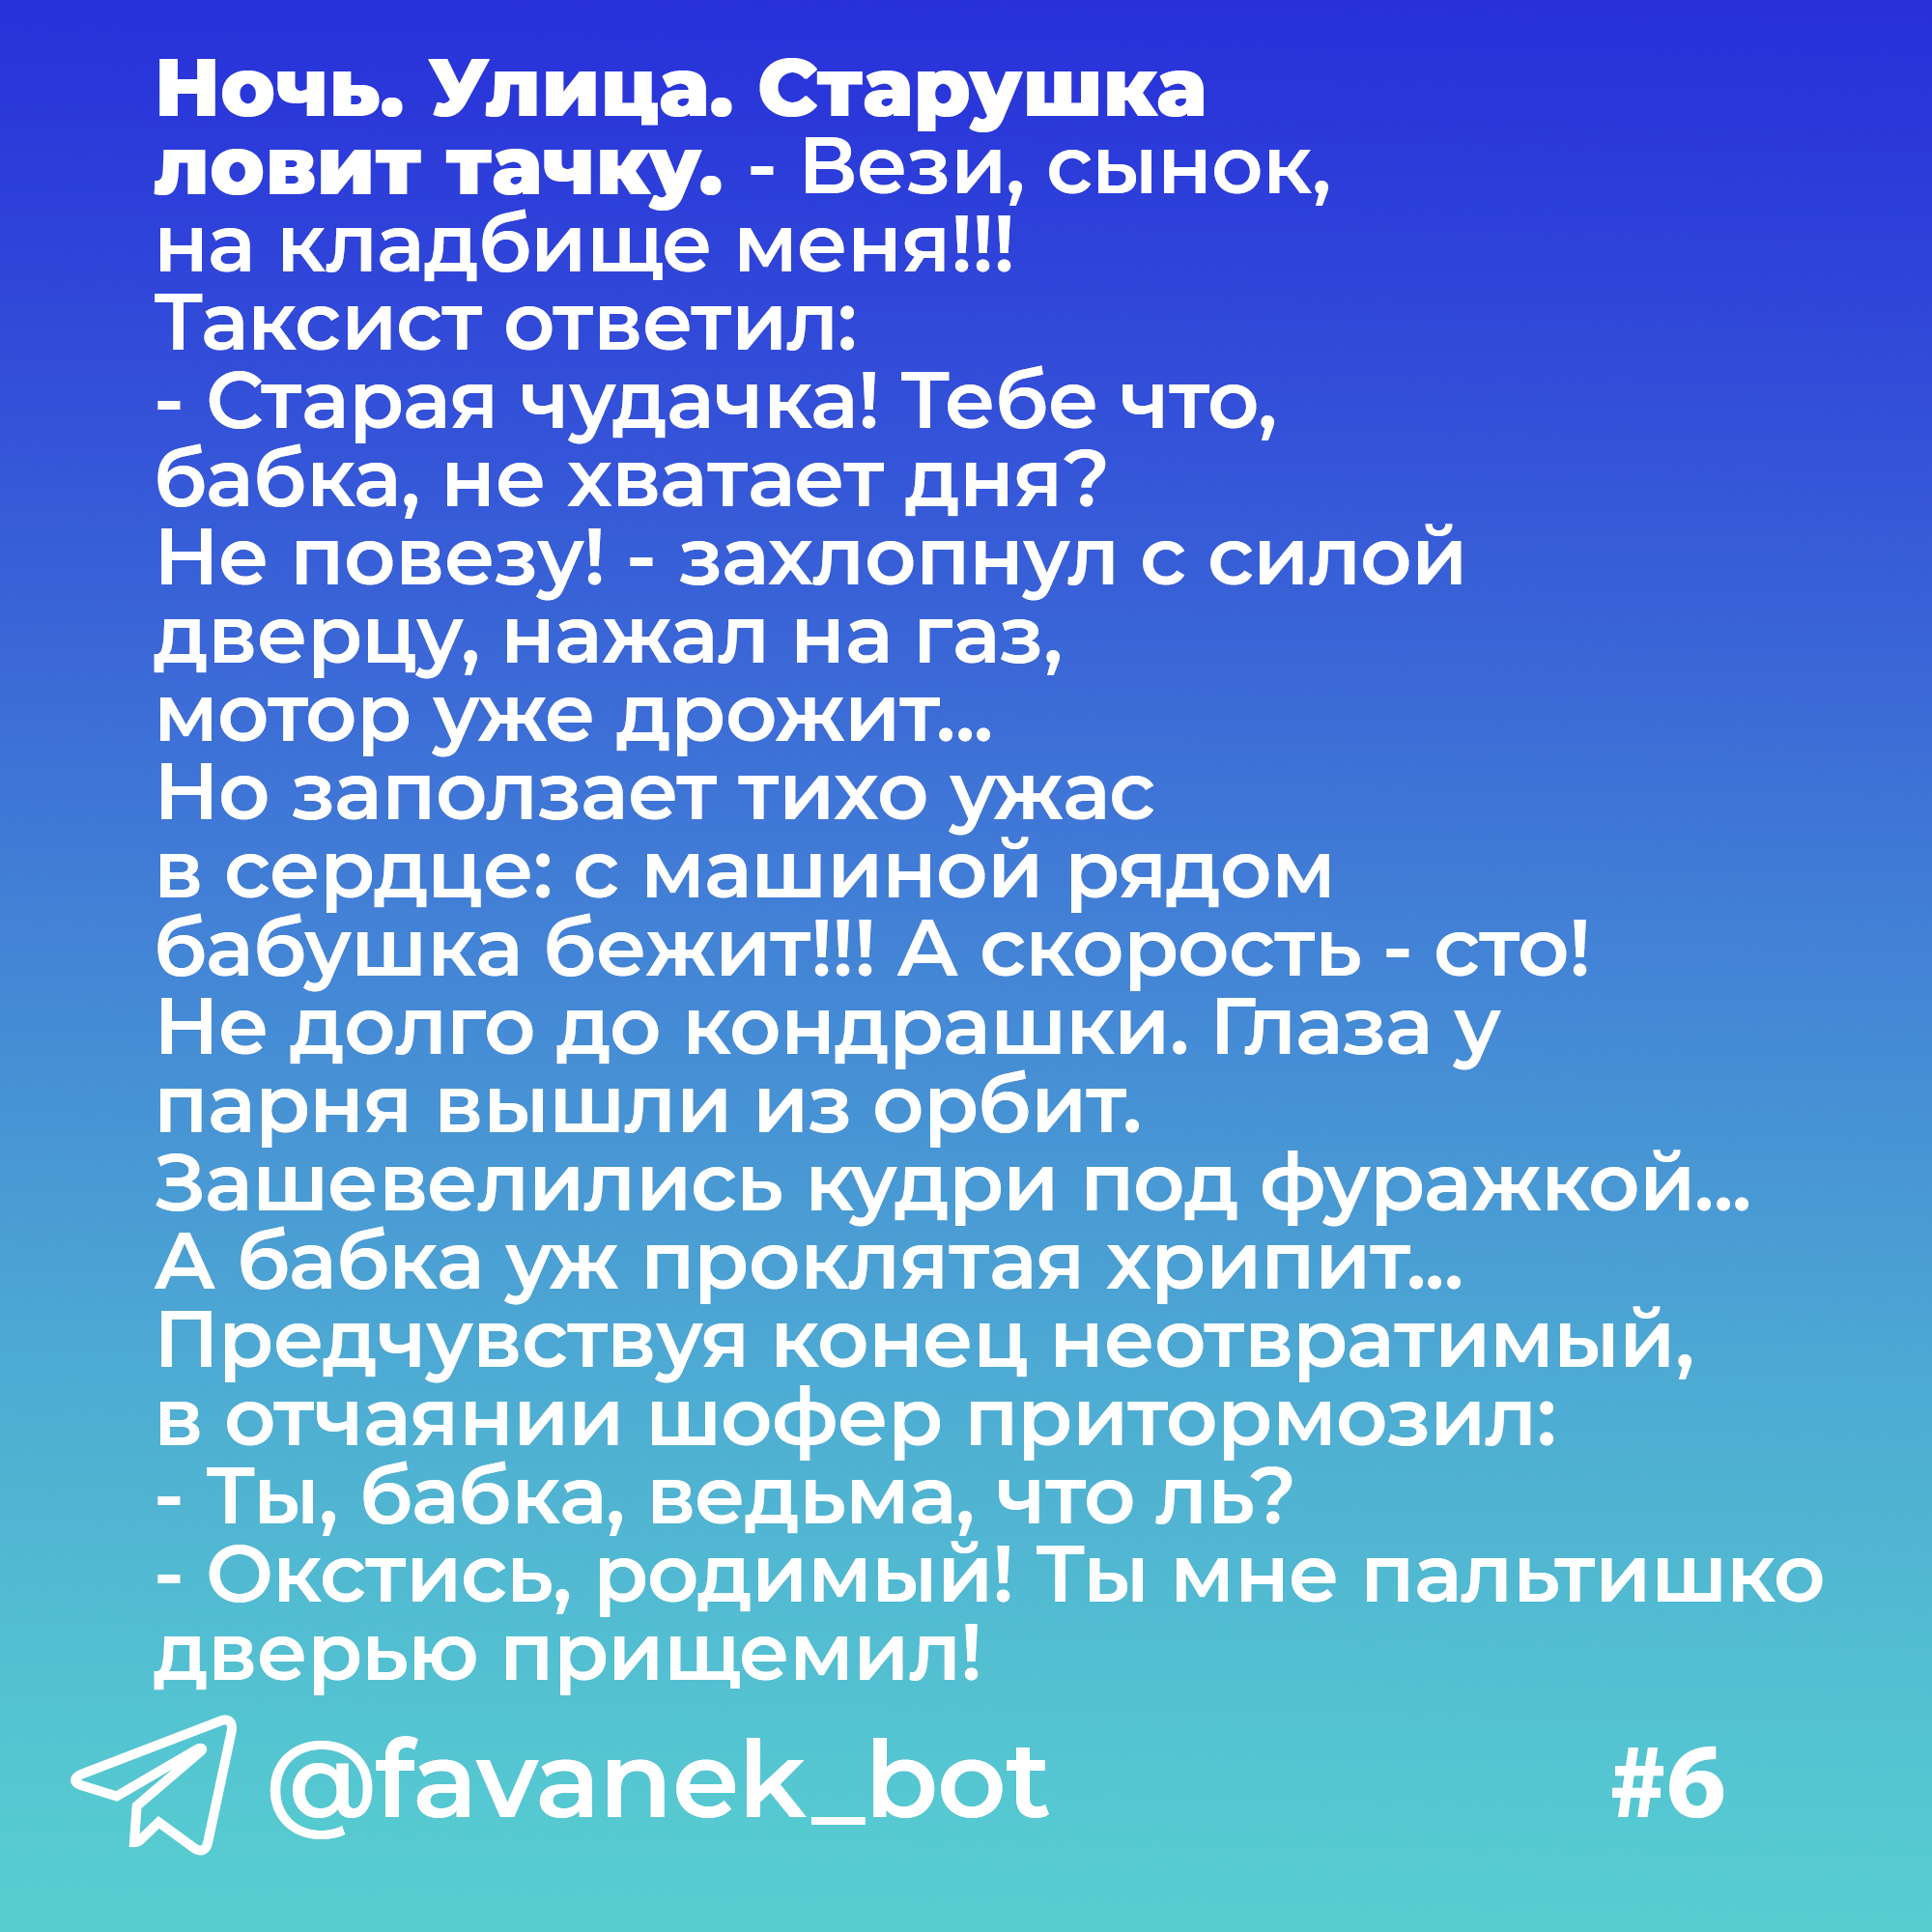 Ночь. Улица. Старушка
ловит тачку. - Вези, сынок,
на кладбище меня!!!
Таксист ответил:
- Старая чудачка! Тебе что,
бабка, не хватает дня?
Не повезу! - захлопнул с силой
дверцу, нажал на газ,
мотор уже дрожит...
Но заползает тихо ужас
в сердце: с машиной рядом
бабушка бежит!!! А скорость - сто!
Не долго до кондрашки. Глаза у
парня вышли из орбит.
Зашевелились кудри под фуражкой...
А бабка уж проклятая хрипит...
Предчувствуя конец неотвратимый,
в отчаянии шофер притормозил:
- Ты, бабка, ведьма, что ль?
- Окстись, родимый! Ты мне пальтишко
дверью прищемил!
@favanek_bot #6